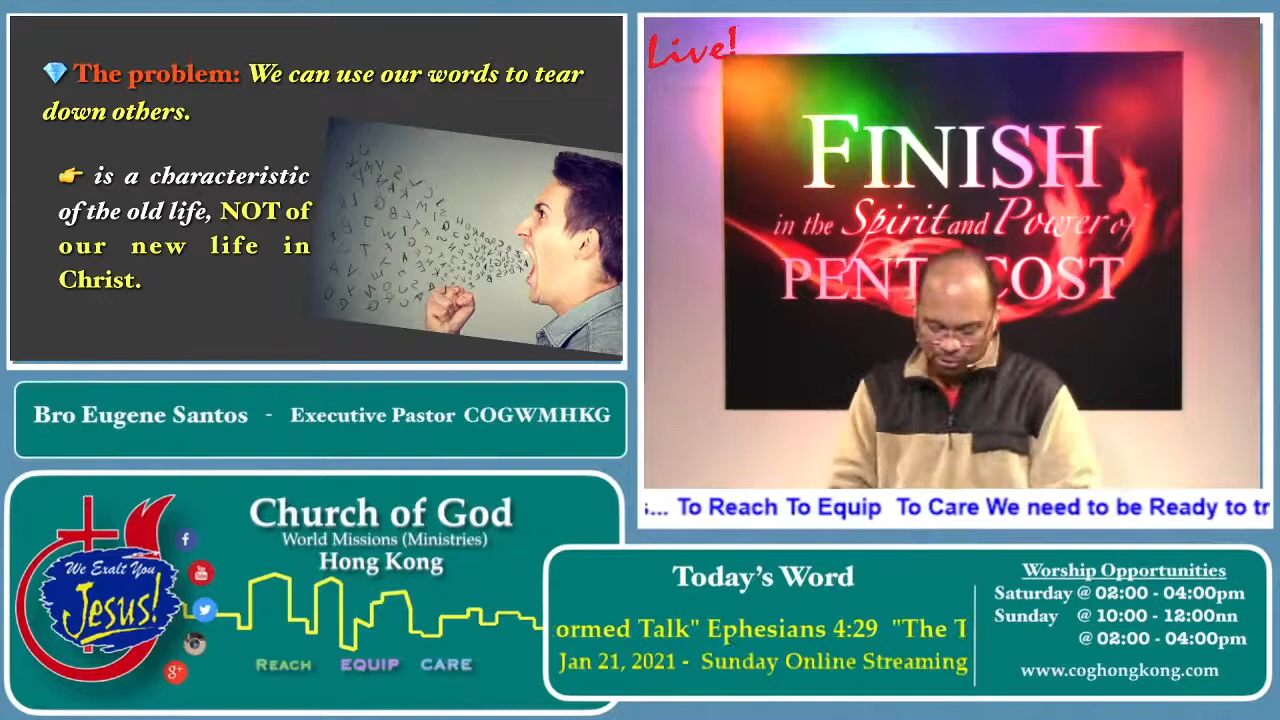 The problem: We can use our words to tear
down others.
is a characteristic
of the old life, NOT of
our new life in
Christ.
Live!
FINISH
in the Spirit and Power of
PENT COST
Bro Eugene Santos - Executive Pastor COGWMHKG
s... To Reach To Equip To Care We need to be Ready to tr
We Exalt You
Jesus!
Church of God
World Missions (Ministries)
Hong Kong
REACH EQUIP CARE
Today's Word
ormed Talk" Ephesians 4:29 "The T
Jan 21, 2021 - Sunday Online Streaming
Worship Opportunities
Saturday @ 02:00 - 04:00pm
Sunday @ 10:00 - 12:00nn
@ 02:00 - 04:00pm
www.coghongkong.com